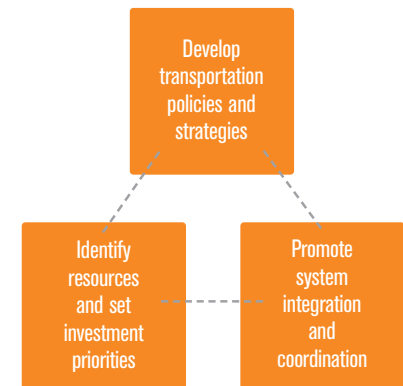 Develop
transportation
policies and
strategies
Identify
resources
and set
investment
priorities
Promote
system
integration
and
coordination